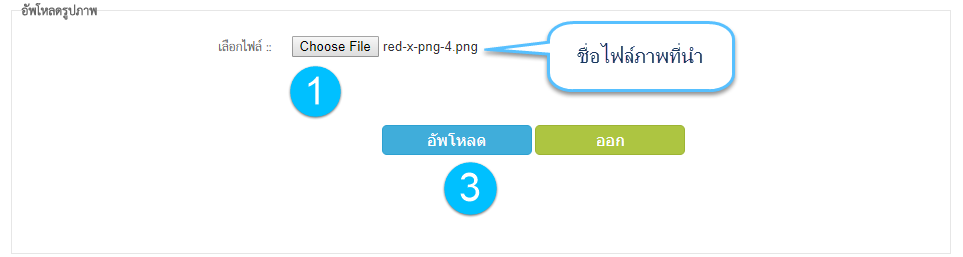 อัพโหลดรูปภาพ
เลือกไฟล์ :: Choose File red-x-png-4.png
ชื่อไฟล์ภาพที่นำ
1
อัพโหลด ออก
3